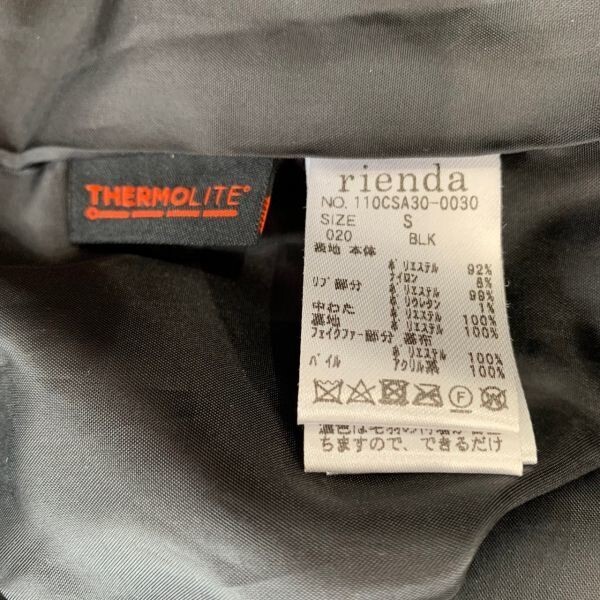 THERMOLITE®
rienda
NO. 110CSA30-0030
SIZE S
020 BLK
表地 本体
ポリエステル 92%
ナイロン 8%
リブ部分 ポリエステル 99%
ポリウレタン 1%
中わた ポリエステル 100%
裏地 ポリエステル 100%
フェイクファー部分 基布
ポリエステル 100%
パイル アクリル系 100%
F
ちますので、できるだけ